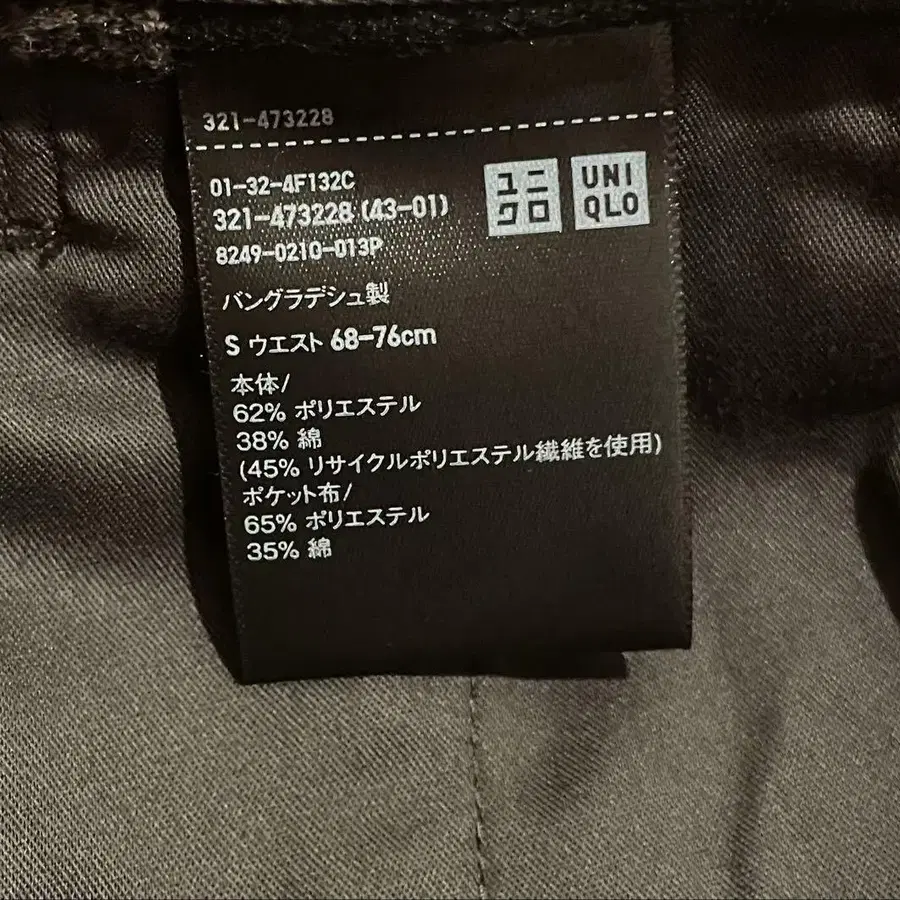 321-473228
01-32-4F132C
321-473228 (43-01)
8249-0210-013P
ユニ
クロ
UNI
QLO
バングラデシュ製
S ウエスト 68-76cm
本体/
62% ポリエステル
38% 綿
(45% リサイクルポリエステル繊維を使用)
ポケット布/
65% ポリエステル
35% 綿